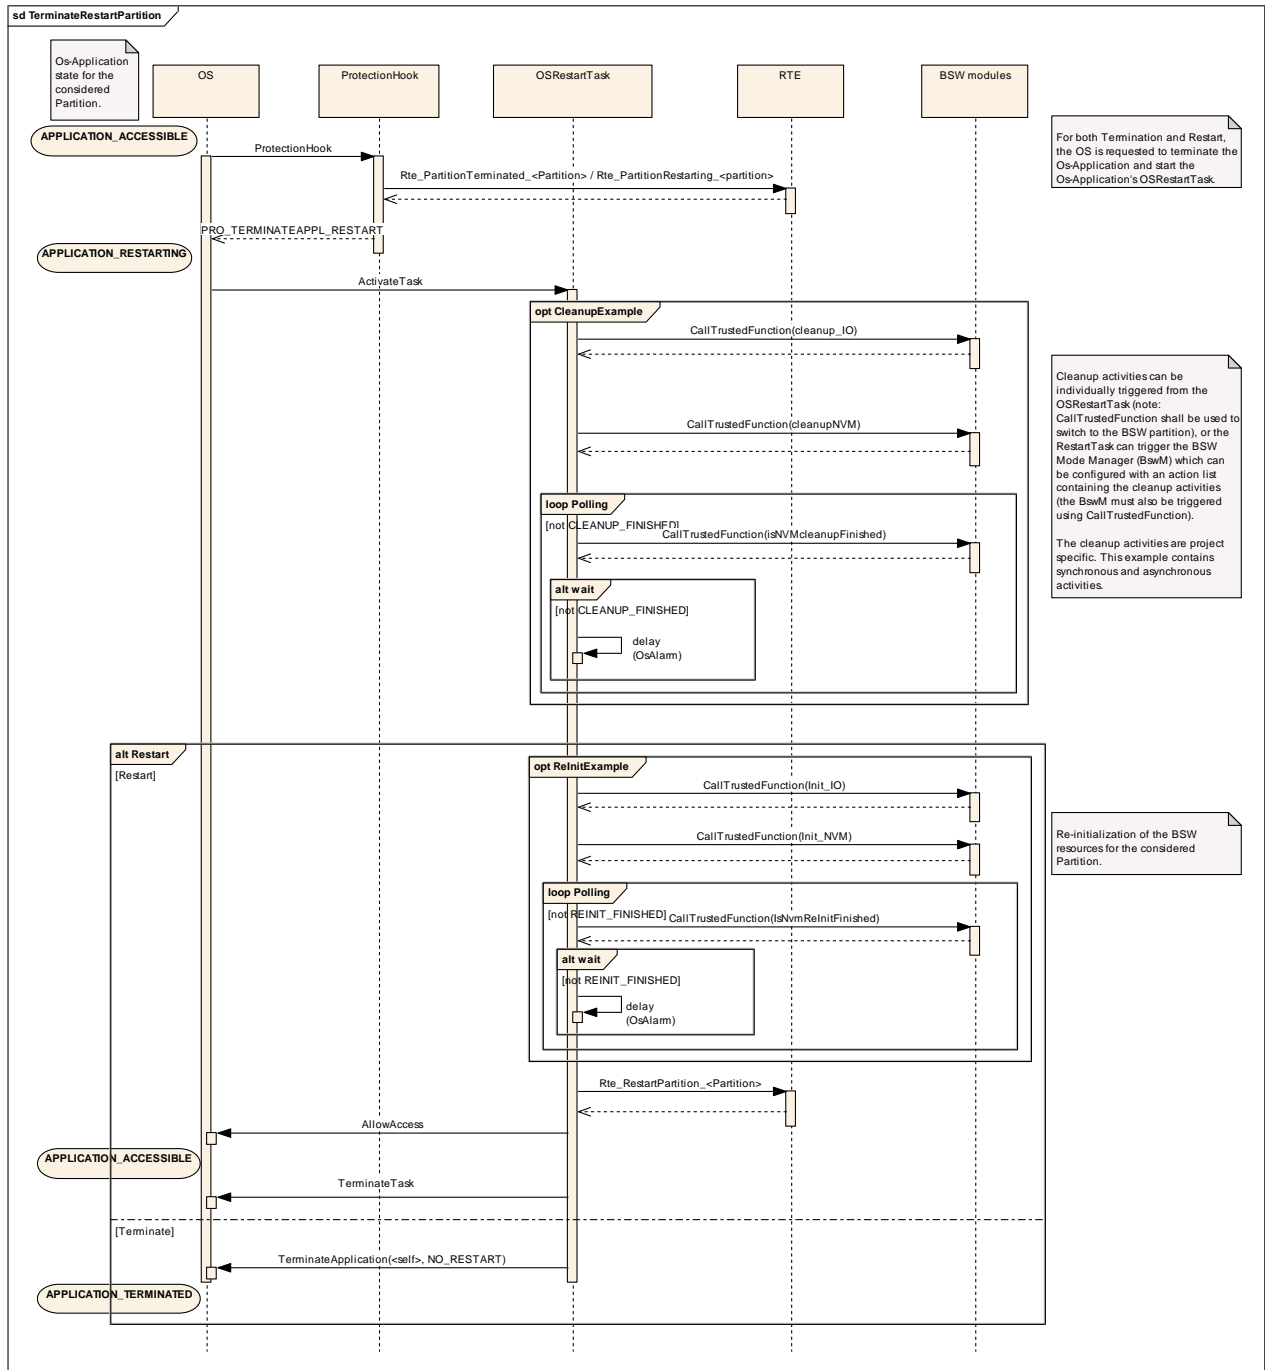 sd TerminateRestartPartition
Os-Application
state for the
considered
Partition.
OS
ProtectionHook
OSRestartTask
RTE
BSW modules
APPLICATION_ACCESSIBLE
For both Termination and Restart,
the OS is requested to terminate the
Os-Application and start the
Os-Application's OSRestartTask.
ProtectionHook
Rte_PartitionTerminated_<Partition> / Rte_PartitionRestarting_<partition>
PRO_TERMINATEAPPL_RESTART
APPLICATION_RESTARTING
ActivateTask
opt CleanupExample
CallTrustedFunction(cleanup_IO)
Cleanup activities can be
individually triggered from the
OSRestartTask (note:
CallTrustedFunction shall be used to
switch to the BSW partition), or the
RestartTask can trigger the BSW
Mode Manager (BswM) which can
be configured with an action list
containing the cleanup activities
(the BswM must also be triggered
using CallTrustedFunction).
The cleanup activities are project
specific. This example contains
synchronous and asynchronous
activities.
CallTrustedFunction(cleanupNVM)
loop Polling
[not CLEANUP_FINISHED]
CallTrustedFunction(isNVMcleanupFinished)
alt wait
[not CLEANUP_FINISHED]
delay
(OsAlarm)
alt Restart
[Restart]
opt ReInitExample
CallTrustedFunction(Init_IO)
CallTrustedFunction(Init_NVM)
Re-initialization of the BSW
resources for the considered
Partition.
loop Polling
[not REINIT_FINISHED]
CallTrustedFunction(IsNvmReInitFinished)
alt wait
[not REINIT_FINISHED]
delay
(OsAlarm)
Rte_RestartPartition_<Partition>
AllowAccess
APPLICATION_ACCESSIBLE
TerminateTask
[Terminate]
TerminateApplication(<self>, NO_RESTART)
APPLICATION_TERMINATED